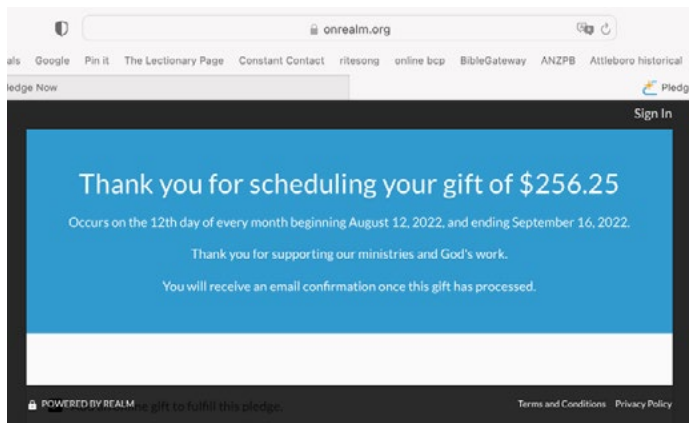 onrealm.org
als Google Pin it The Lectionary Page Constant Contact ritesong online bcp BibleGateway ANZPB Attleboro historical
ledge Now Pledg
Sign In
Thank you for scheduling your gift of $256.25
Occurs on the 12th day of every month beginning August 12, 2022, and ending September 16, 2022.
Thank you for supporting our ministries and God's work.
You will receive an email confirmation once this gift has processed.
POWERED BY REALM online gift to fulfill this pledge. Terms and Conditions Privacy Policy